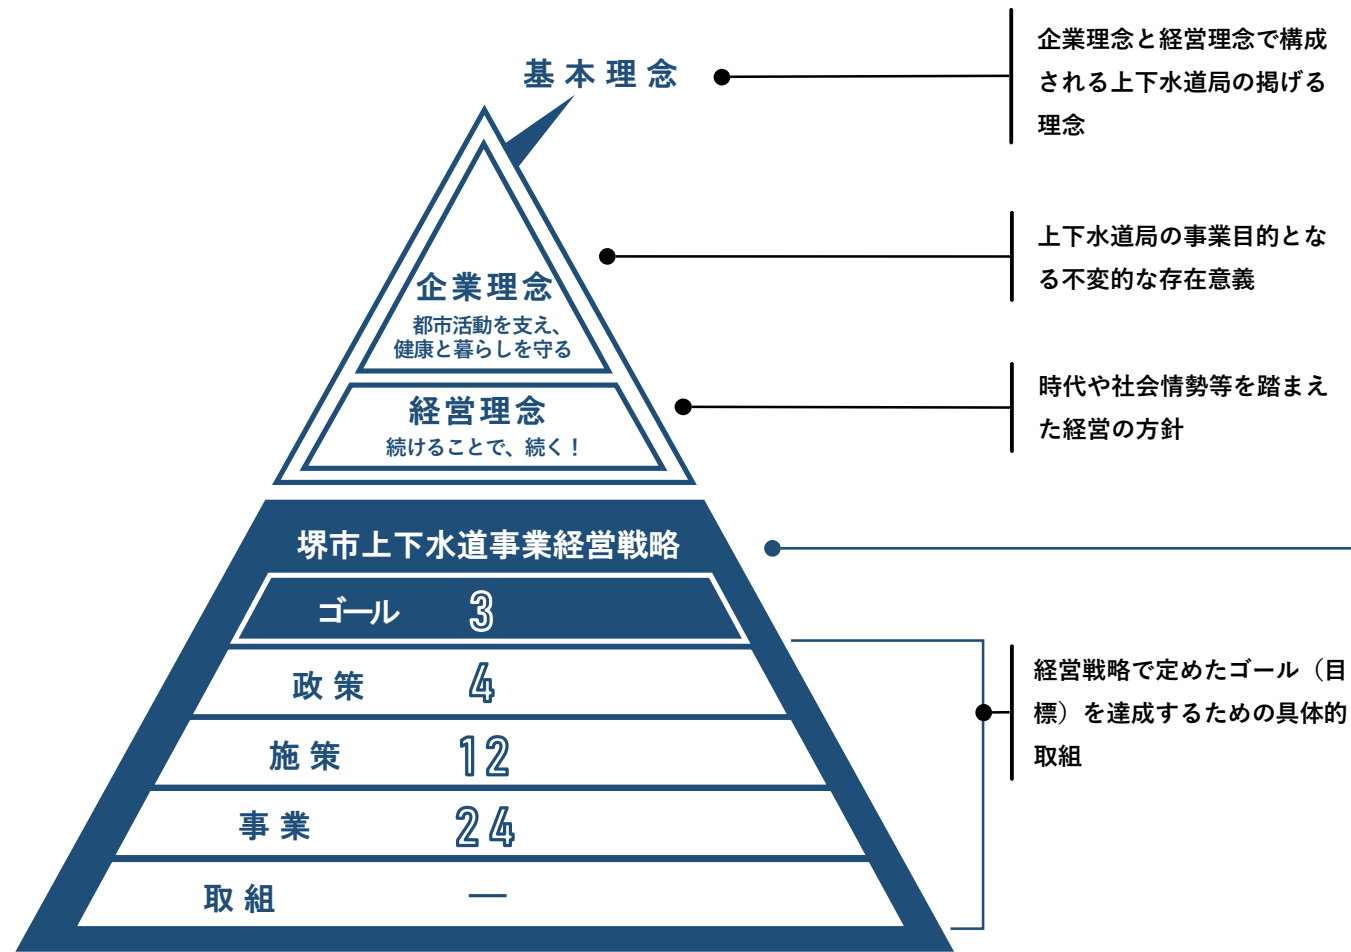 基本理念
企業理念と経営理念で構成
される上下水道局の掲げる
理念
企業理念
都市活動を支え、
健康と暮らしを守る
上下水道局の事業目的とな
る不変的な存在意義
経営理念
続けることで、続く！
時代や社会情勢等を踏まえ
た経営の方針
堺市上下水道事業経営戦略
ゴール 3
政策 4
施策 12
事業 24
取組 —
経営戦略で定めたゴール（目
標）を達成するための具体的
取組